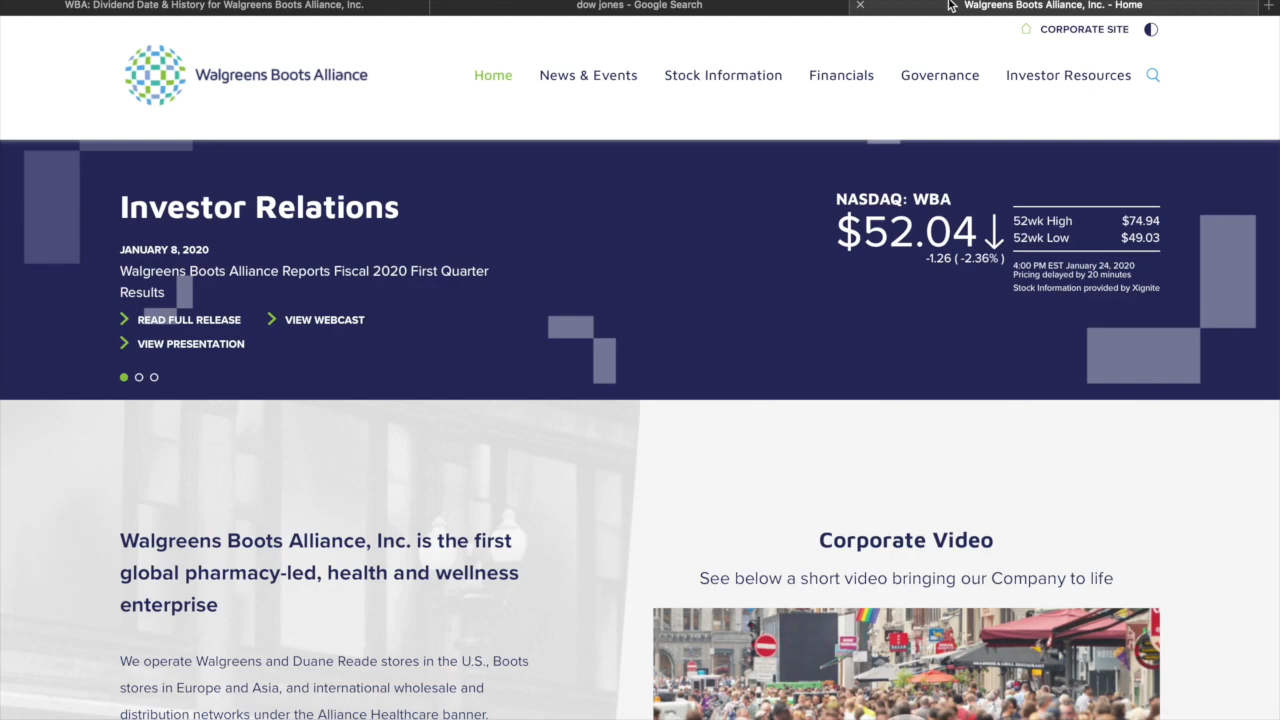 WBA: Dividend Date & History for Walgreens Boots Alliance, Inc.
dow jones - Google Search
Walgreens Boots Alliance, Inc. - Home
CORPORATE SITE
Walgreens Boots Alliance
Home
News & Events
Stock Information
Financials
Governance
Investor Resources
Investor Relations
JANUARY 8, 2020
Walgreens Boots Alliance Reports Fiscal 2020 First Quarter
Results
READ FULL RELEASE
VIEW WEBCAST
VIEW PRESENTATION
NASDAQ: WBA
$52.04
-1.26 ( -2.36% )
52wk High $74.94
52wk Low $49.03
4:00 PM EST January 24, 2020
Pricing delayed by 20 minutes
Stock Information provided by Xignite
Walgreens Boots Alliance, Inc. is the first
global pharmacy-led, health and wellness
enterprise
We operate Walgreens and Duane Reade stores in the U.S., Boots
stores in Europe and Asia, and international wholesale and
distribution networks under the Alliance Healthcare banner.
Corporate Video
See below a short video bringing our Company to life